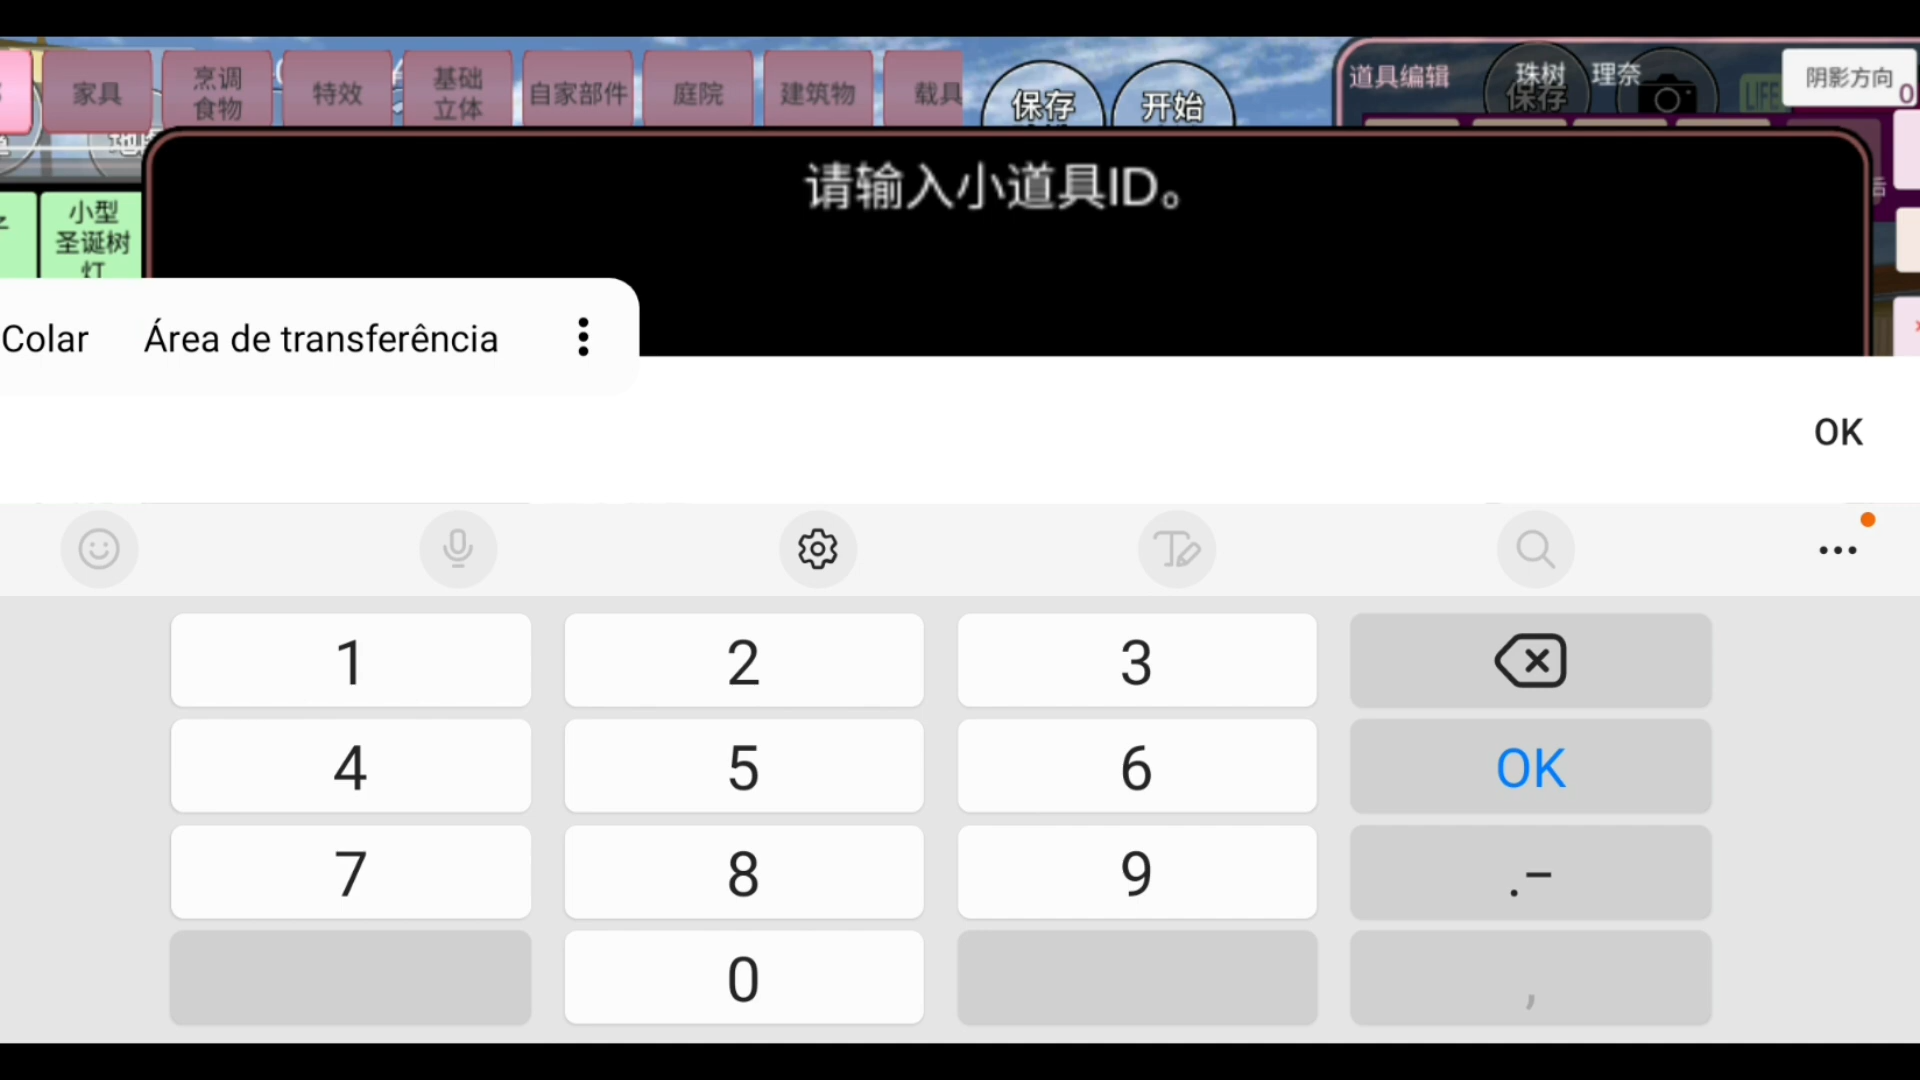 家具
烹调
食物
特效
基础
立体
自家部件
庭院
建筑物
载具
保存
开始
道具编辑
保存
珠树
理奈
LIFE
阴影方向
0
小型
圣诞树
灯
请输入小道具ID。
Colar
Área de transferência
OK
1
2
3
4
5
6
OK
7
8
9
.-
0
,